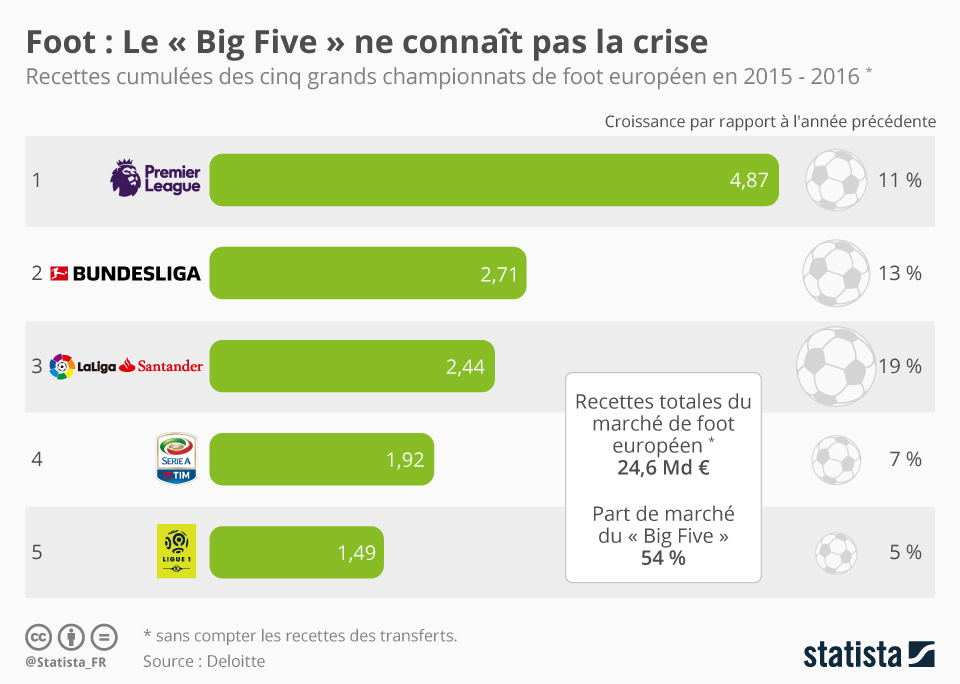 Foot : Le « Big Five » ne connaît pas la crise
Recettes cumulées des cinq grands championnats de foot européen en 2015 - 2016 *
Croissance par rapport à l'année précédente
1
Premier
League
4,87
11 %
2
BUNDESLIGA
2,71
13 %
3
LaLiga
Santander
2,44
19 %
4
SERIE A
TIM
1,92
7 %
5
LIGUE 1
1,49
5 %
Recettes totales du
marché de foot
européen *
24,6 Md €
Part de marché
du « Big Five »
54 %
cc
@Statista_FR
* sans compter les recettes des transferts.
Source : Deloitte
statista